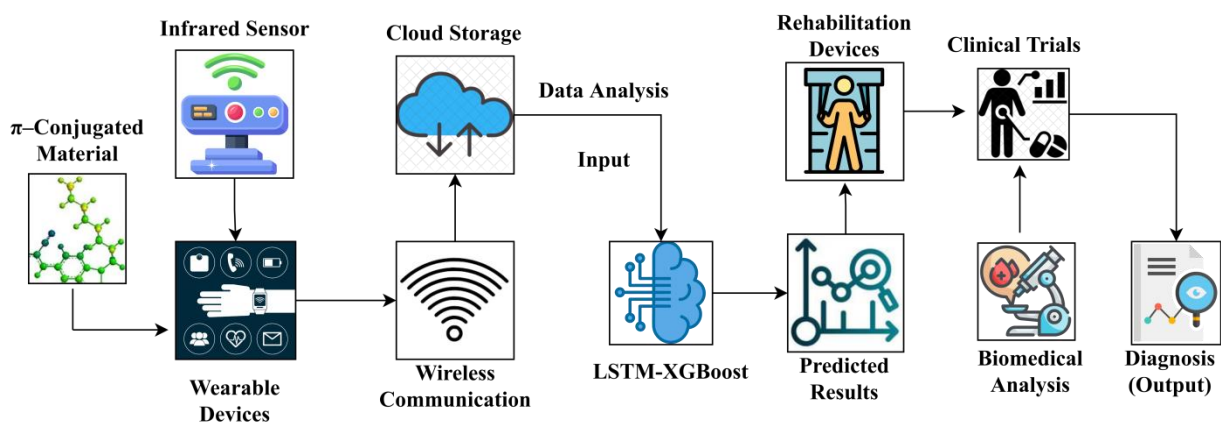 Infrared Sensor
π–Conjugated
Material
Wearable
Devices
Cloud Storage
Wireless
Communication
Data Analysis
Input
LSTM-XGBoost
Rehabilitation
Devices
Predicted
Results
Clinical Trials
Biomedical
Analysis
Diagnosis
(Output)